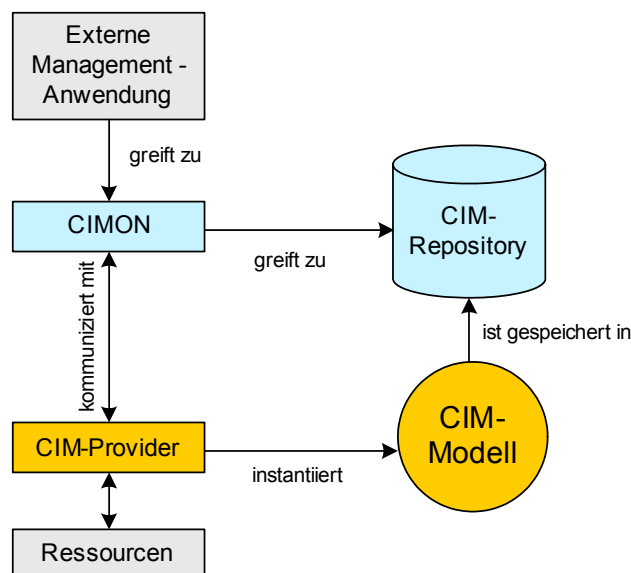 Externe
Management -
Anwendung
greift zu
CIMON
CIM-
Repository
greift zu
kommuniziert mit
ist gespeichert in
CIM-Provider
CIM-
Modell
instantiiert
Ressourcen